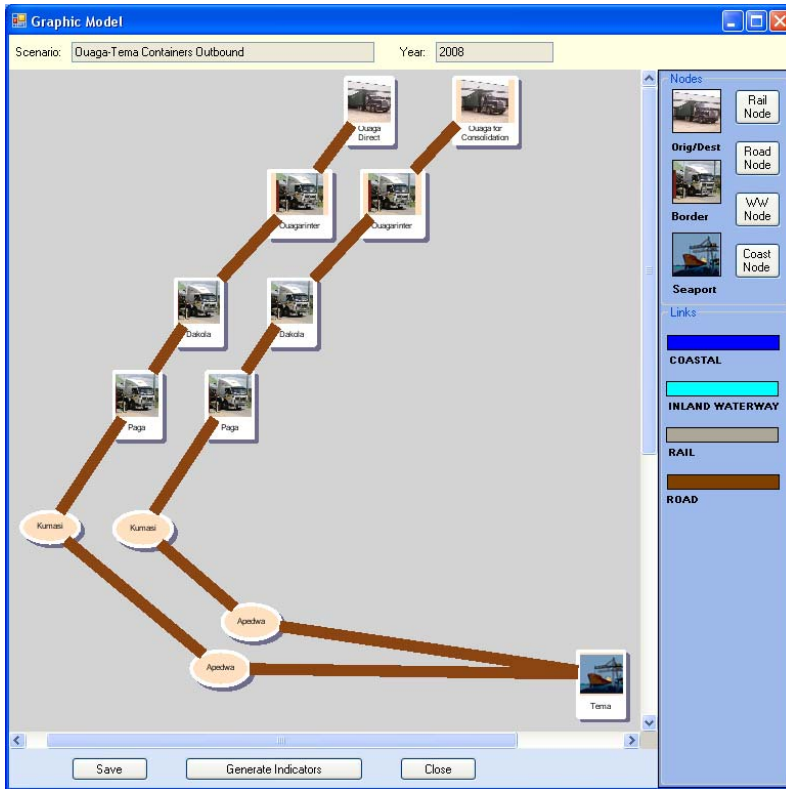 Graphic Model
Scenario: Ouaga-Tema Containers Outbound Year: 2008
Nodes
Rail
Node
Orig/Dest
Road
Node
Border
WW
Node
Coast
Node
Seaport
Links
COASTAL
INLAND WATERWAY
RAIL
ROAD
Ouaga
Direct
Ouaga for
Consolidation
Ouagarinter
Ouagarinter
Dakola
Dakola
Paga
Paga
Kumasi
Kumasi
Apedwa
Apedwa
Tema
Save
Generate Indicators
Close